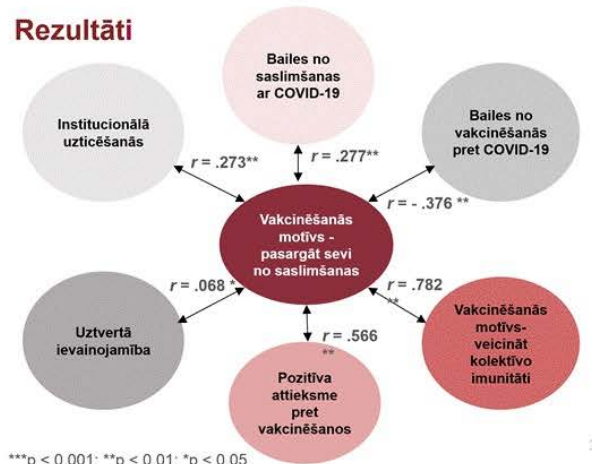 Rezultāti
Bailes no
saslimšanas
ar COVID-19
Institucionālā
uzticēšanās
Bailes no
vakcinēšanās
pret COVID-19
r = .273**
r = .277**
r = - .376 **
Vakcinēšanās
motīvs -
pasargāt sevi
no saslimšanas
r = .068 *
r = .782
**
Uztvertā
ievainojamība
r = .566
**
Vakcinēšanās
motīvs-
veicināt
kolektīvo
imunitāti
Pozitīva
attieksme
pret
vakcinēšanos
***p < 0.001; **p < 0.01; *p < 0.05